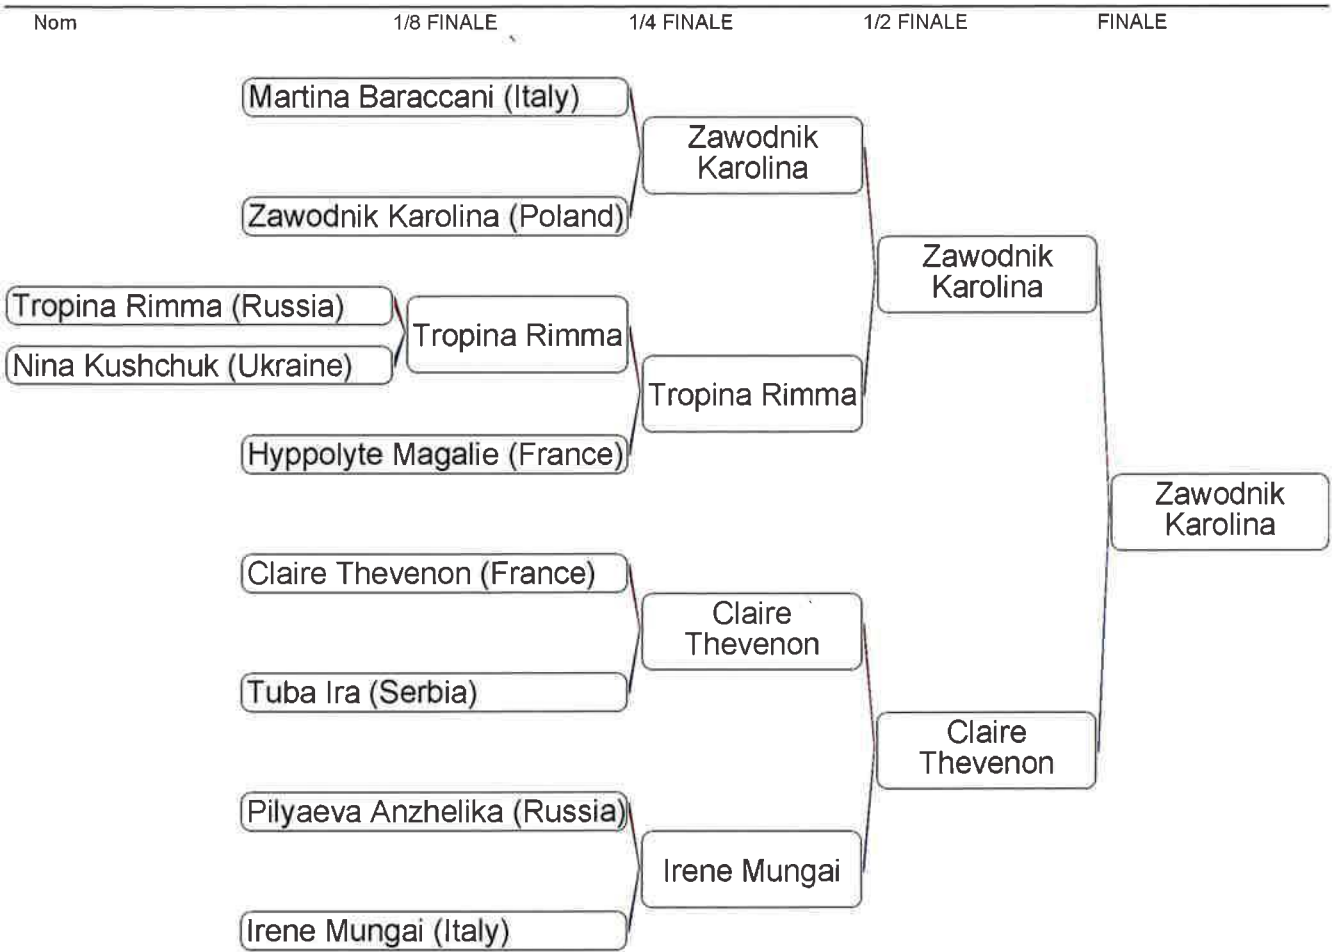 Nom 1/8 FINALE 1/4 FINALE 1/2 FINALE FINALE
Martina Baraccani (Italy)
Zawodnik
Karolina
Zawodnik Karolina (Poland)
Zawodnik
Karolina
Tropina Rimma (Russia)
Tropina Rimma
Nina Kushchuk (Ukraine)
Tropina Rimma
Hyppolyte Magalie (France)
Zawodnik
Karolina
Claire Thevenon (France)
Claire
Thevenon
Tuba Ira (Serbia)
Claire
Thevenon
Pilyaeva Anzhelika (Russia)
Irene Mungai
Irene Mungai (Italy)